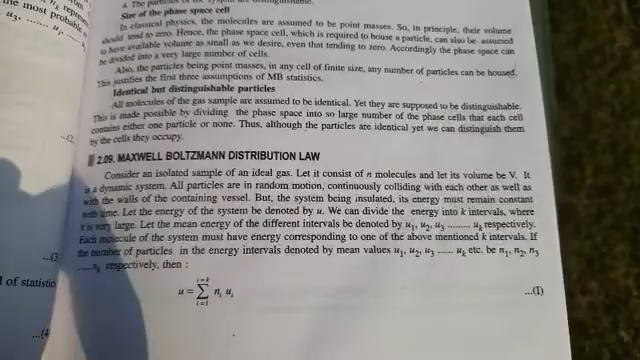 the most probable
u3, ........ u
...(2
...(3
l of statistic
...(4
4. The particles of the system are distinguishable.
Size of the phase space cell
In classical physics, the molecules are assumed to be point masses. So, in principle, their volume
should tend to zero. Hence, the phase space cell, which is required to house a particle, can also be assumed
to have available volume as small as we desire, even that tending to zero. Accordingly the phase space can
be divided into a very large number of cells.
Also, the particles being point masses, in any cell of finite size, any number of particles can be housed.
This justifies the first three assumptions of MB statistics.
Identical but distinguishable particles
All molecules of the gas sample are assumed to be identical. Yet they are supposed to be distinguishable.
This is made possible by dividing the phase space into so large number of the phase cells that each cell
contains either one particle or none. Thus, although the particles are identical yet we can distinguish them
by the cells they occupy.
2.09. MAXWELL BOLTZMANN DISTRIBUTION LAW
Consider an isolated sample of an ideal gas. Let it consist of n molecules and let its volume be V. It
is a dynamic system. All particles are in random motion, continuously colliding with each other as well as
with the walls of the containing vessel. But, the system being insulated, its energy must remain constant
with time. Let the energy of the system be denoted by u. We can divide the energy into k intervals, where
it is very large. Let the mean energy of the different intervals be denoted by u1, u2, u3 ......... uk respectively.
Each molecule of the system must have energy corresponding to one of the above mentioned k intervals. If
the number of particles in the energy intervals denoted by mean values u1, u2, u3 ...... uk etc. be n1, n2, n3
...... nk respectively, then :
u = ∑ i=1 i=k ni ui ...(1)